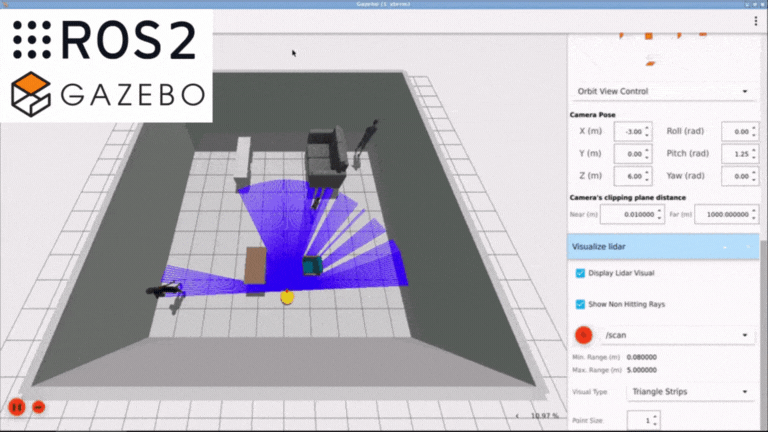 ROS2
GAZEBO
Orbit View Control
Camera Pose
X (m) -3.00 Roll (rad) 0.00
Y (m) 0.00 Pitch (rad) 1.25
Z (m) 6.00 Yaw (rad) 0.00
Camera's clipping plane distance
Near (m) 0.010000 Far (m) 1000.000000
Visualize lidar
Display Lidar Visual
Show Non Hitting Rays
/scan
Min. Range (m) 0.080000
Max. Range (m) 5.000000
Visual Type Triangle Strips
Point Size 1
10.97 %